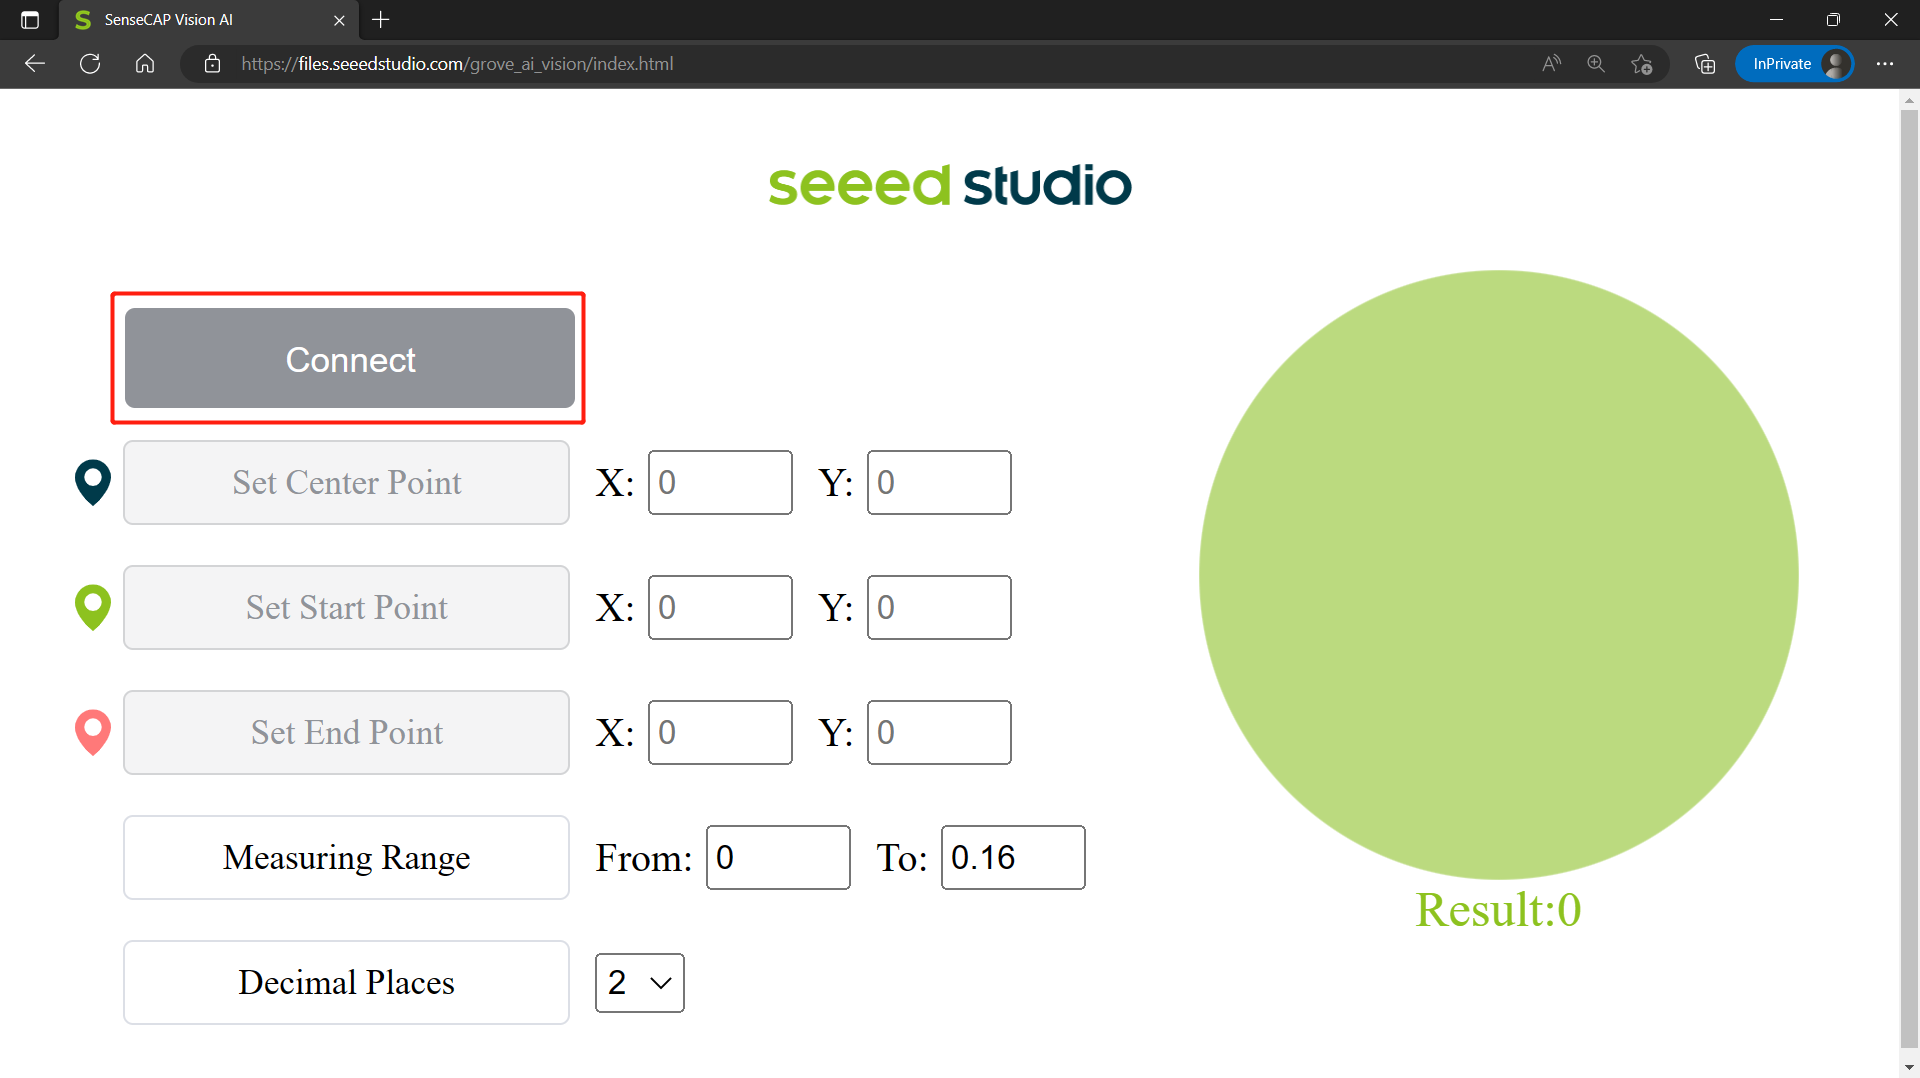 SenseCAP Vision AI
https://files.seeedstudio.com/grove_ai_vision/index.html
InPrivate
seeed studio
Connect
Set Center Point X: 0 Y: 0
Set Start Point X: 0 Y: 0
Set End Point X: 0 Y: 0
Measuring Range From: 0 To: 0.16
Result:0
Decimal Places 2